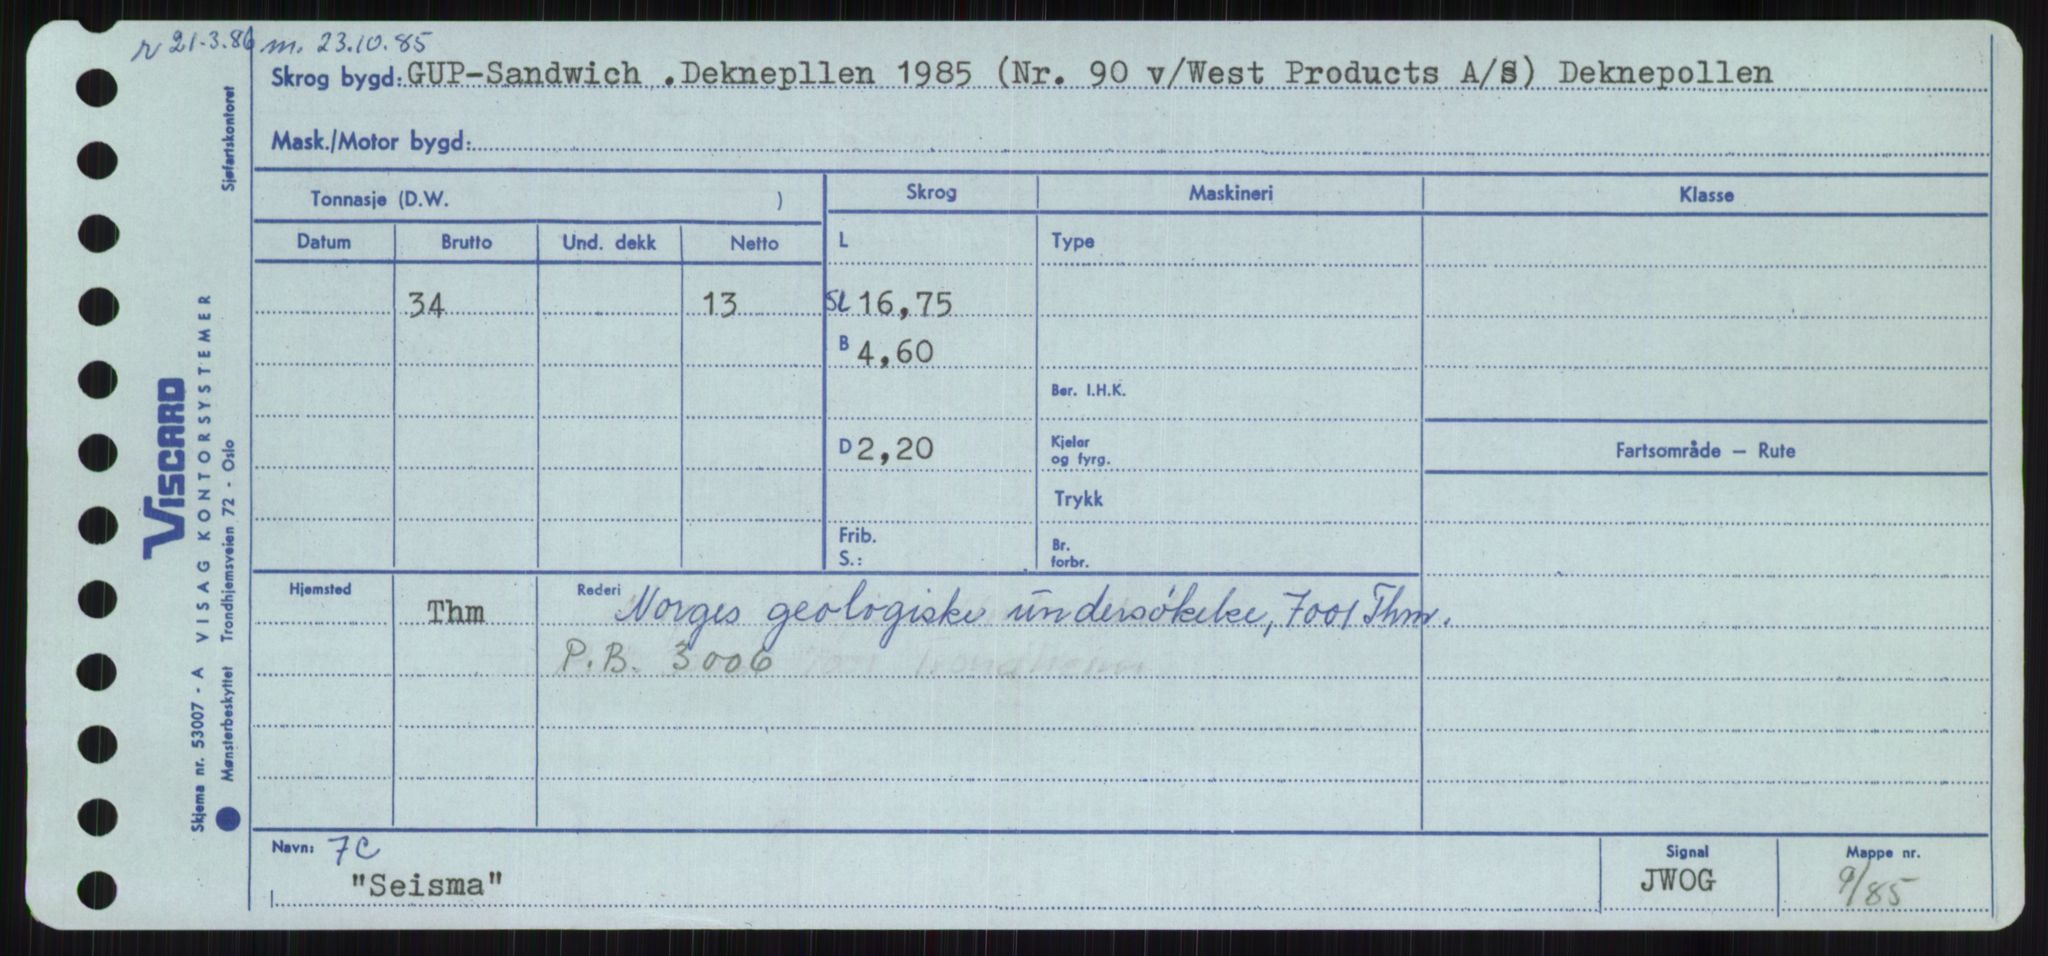 r 21.3.86 m. 23.10.85
Skrog bygd: GUP-Sandwich .Deknepllen 1985 (Nr. 90 v/West Products A/S) Deknepollen
Mask./Motor bygd:
Tonnasje (D.W. ) Skrog Maskineri Klasse
Datum Brutto Und. dekk Netto L Type
34 13 SL 16,75
B 4,60
Ber. I.H.K.
D 2,20 Kjeler og fyrg. Fartsområde — Rute
Trykk
Frib.
S.: Br. forbr.
Hjemsted Thm Rederi Norges geologiske undersøkelse, 7001 Thm.
P.B. 3006 Trondheim
Navn: 7C
"Seisma"
Signal
JWOG
Mappe nr.
9/85
Skjema nr. 53007 - A VISAG KONTORSYSTEMER
VISCARD
Mønsterbeskyttet Trondhjemsveien 72 - Oslo
Sjøfartskontoret